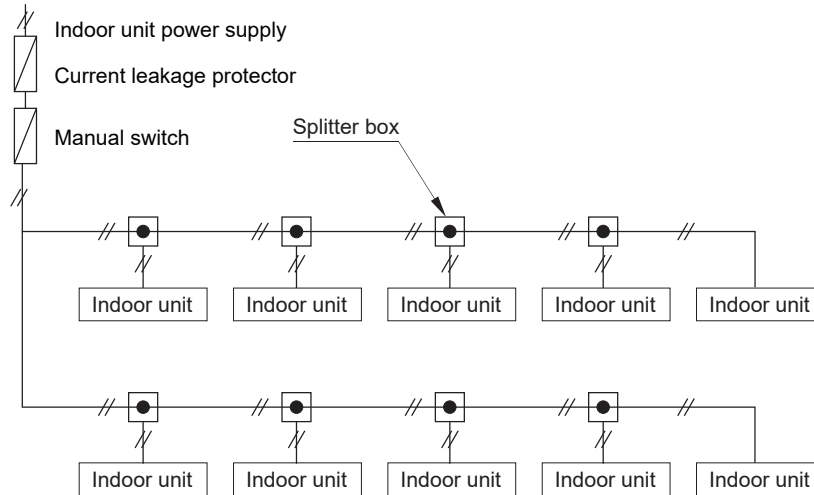 Indoor unit power supply
Current leakage protector
Manual switch
Splitter box
Indoor unit
Indoor unit
Indoor unit
Indoor unit
Indoor unit
Indoor unit
Indoor unit
Indoor unit
Indoor unit
Indoor unit